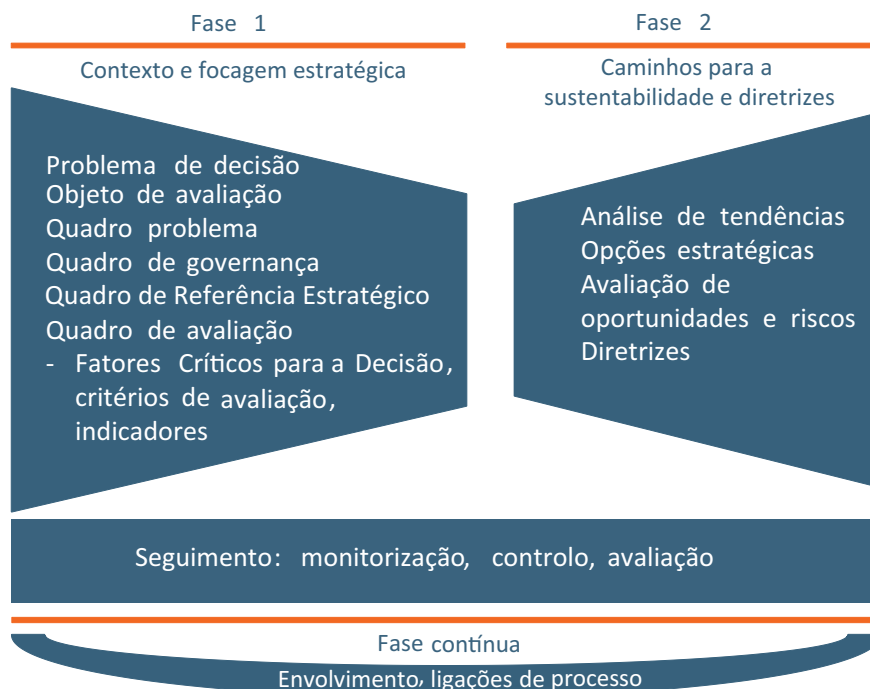 Fase 1
Contexto e focagem estratégica
Problema de decisão
Objeto de avaliação
Quadro problema
Quadro de governança
Quadro de Referência Estratégico
Quadro de avaliação
- Fatores Críticos para a Decisão,
critérios de avaliação,
indicadores
Fase 2
Caminhos para a
sustentabilidade e diretrizes
Análise de tendências
Opções estratégicas
Avaliação de
oportunidades e riscos
Diretrizes
Seguimento: monitorização, controlo, avaliação
Fase contínua
Envolvimento, ligações de processo